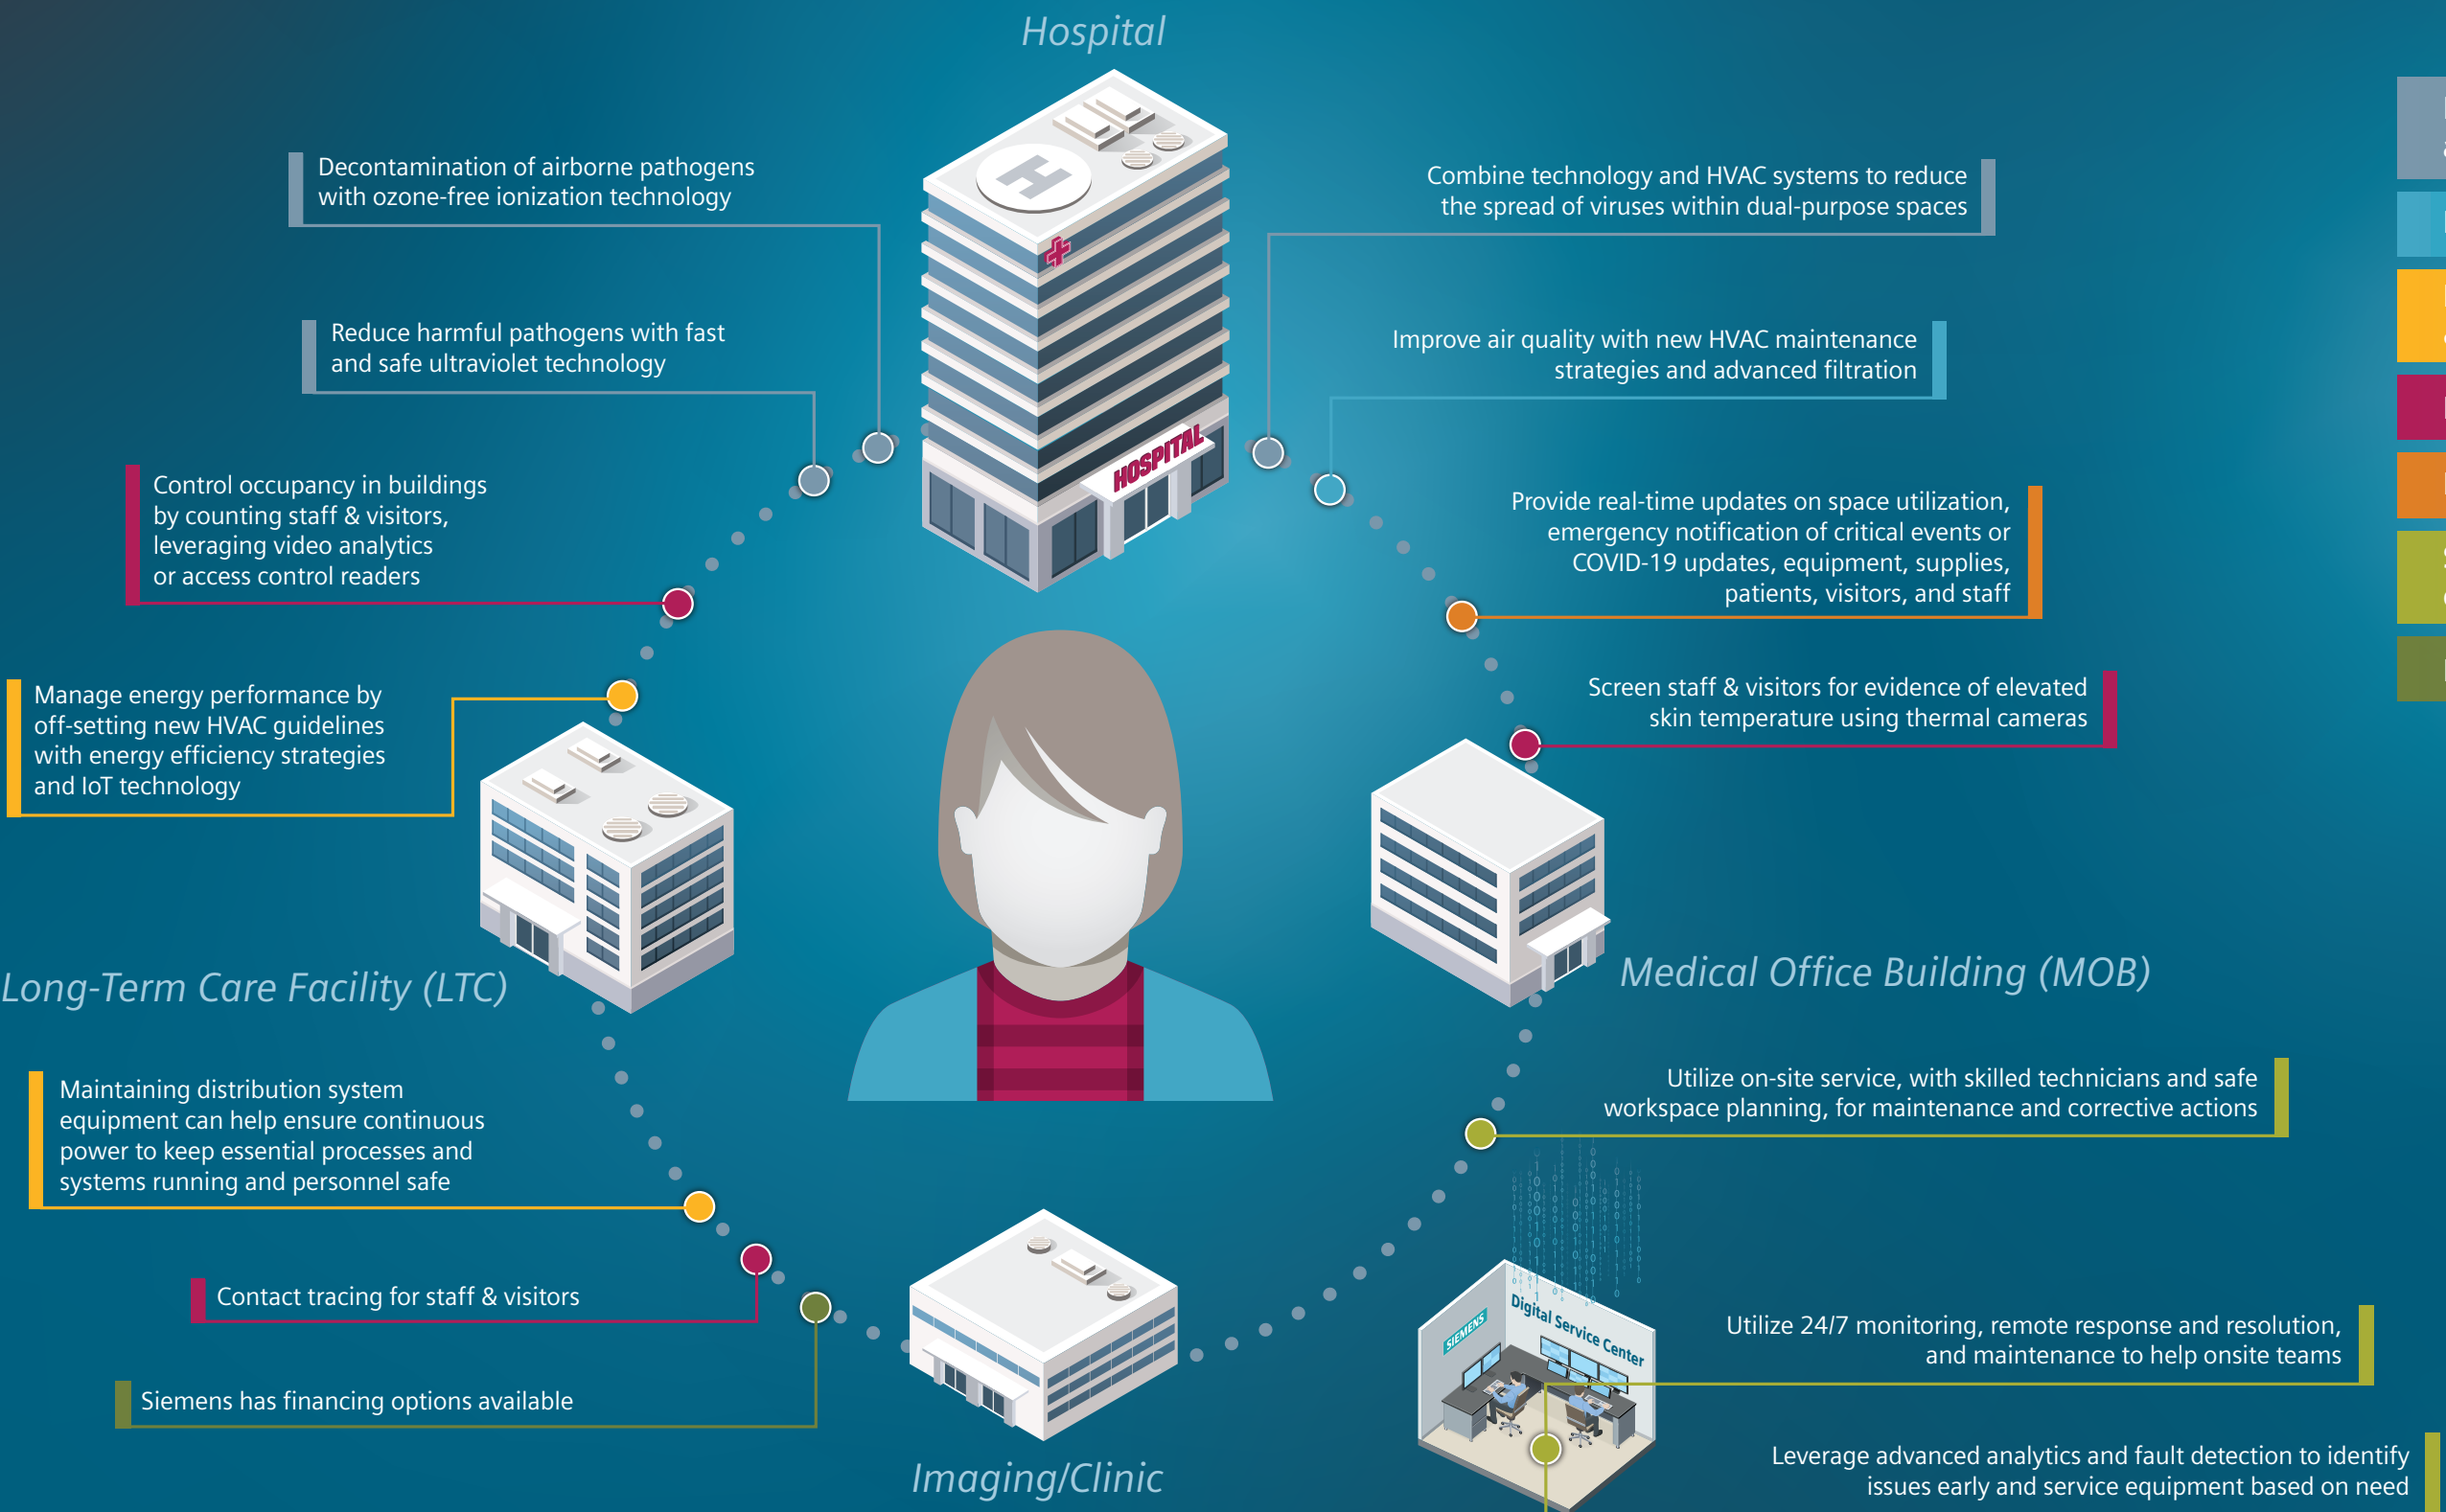 Hospital
Decontamination of airborne pathogens
with ozone-free ionization technology
Combine technology and HVAC systems to reduce
the spread of viruses within dual-purpose spaces
Reduce harmful pathogens with fast
and safe ultraviolet technology
Improve air quality with new HVAC maintenance
strategies and advanced filtration
H
HOSPITAL
Control occupancy in buildings
by counting staff & visitors,
leveraging video analytics
or access control readers
Provide real-time updates on space utilization,
emergency notification of critical events or
COVID-19 updates, equipment, supplies,
patients, visitors, and staff
Manage energy performance by
off-setting new HVAC guidelines
with energy efficiency strategies
and IoT technology
Screen staff & visitors for evidence of elevated
skin temperature using thermal cameras
Long-Term Care Facility (LTC)
Medical Office Building (MOB)
Maintaining distribution system
equipment can help ensure continuous
power to keep essential processes and
systems running and personnel safe
Utilize on-site service, with skilled technicians and safe
workspace planning, for maintenance and corrective actions
Contact tracing for staff & visitors
Siemens has financing options available
SIEMENS
Digital Service Center
Utilize 24/7 monitoring, remote response and resolution,
and maintenance to help onsite teams
Imaging/Clinic
Leverage advanced analytics and fault detection to identify
issues early and service equipment based on need